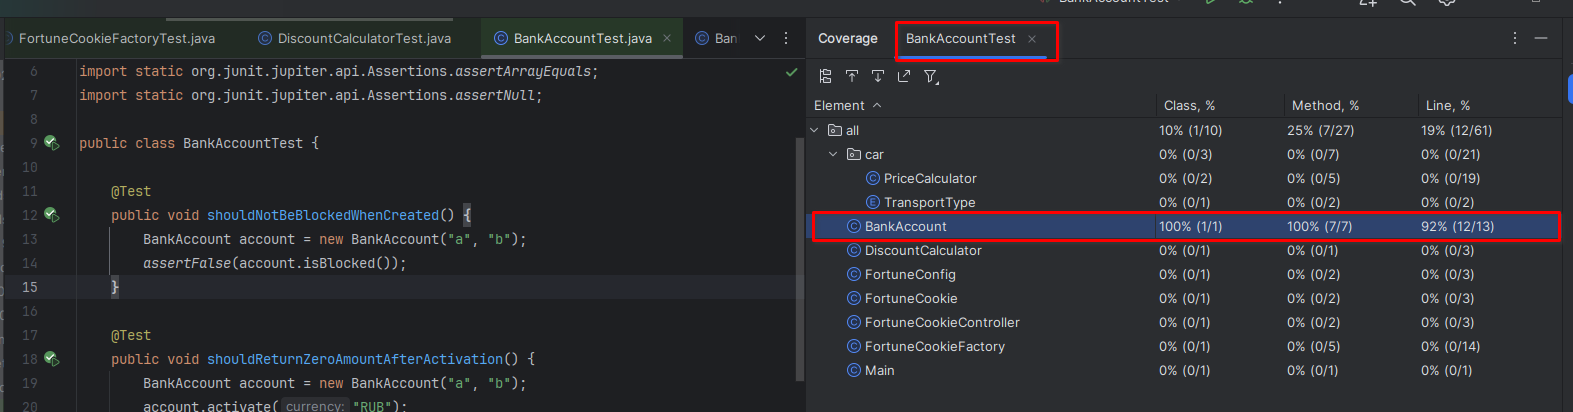 BankAccountTest
FortuneCookieFactoryTest.java
DiscountCalculatorTest.java
BankAccountTest.java
Ban
Coverage
BankAccountTest
6 import static org.junit.jupiter.api.Assertions.assertArrayEquals;
7 import static org.junit.jupiter.api.Assertions.assertNull;
8
9 public class BankAccountTest {
10
11 @Test
12 public void shouldNotBeBlockedWhenCreated() {
13 BankAccount account = new BankAccount("a", "b");
14 assertFalse(account.isBlocked());
15 }
16
17 @Test
18 public void shouldReturnZeroAmountAfterActivation() {
19 BankAccount account = new BankAccount("a", "b");
20 account.activate( currency: "RUB");
Element Class, % Method, % Line, %
all 10% (1/10) 25% (7/27) 19% (12/61)
car 0% (0/3) 0% (0/7) 0% (0/21)
PriceCalculator 0% (0/2) 0% (0/5) 0% (0/19)
TransportType 0% (0/1) 0% (0/2) 0% (0/2)
BankAccount 100% (1/1) 100% (7/7) 92% (12/13)
DiscountCalculator 0% (0/1) 0% (0/1) 0% (0/3)
FortuneConfig 0% (0/1) 0% (0/2) 0% (0/3)
FortuneCookie 0% (0/1) 0% (0/2) 0% (0/3)
FortuneCookieController 0% (0/1) 0% (0/2) 0% (0/3)
FortuneCookieFactory 0% (0/1) 0% (0/5) 0% (0/14)
Main 0% (0/1) 0% (0/1) 0% (0/1)